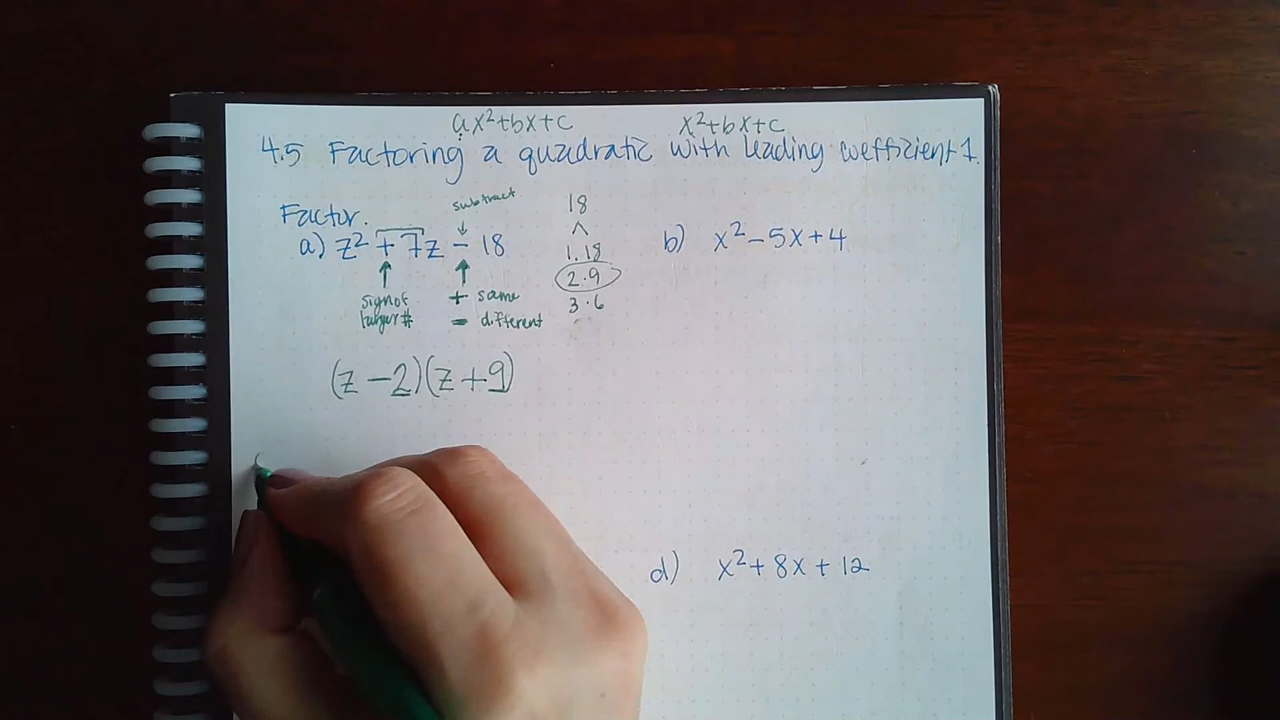 ax²+bx+c x²+bx+c
4.5 Factoring a quadratic with leading coefficient 1.
Factor.
subtract
a) z² + 7z − 18
↑ ↑
sign of
larger #
+ same
− different
18
∧
1·18
2·9
3·6
(z − 2)(z + 9)
b) x² − 5x + 4
d) x² + 8x + 12